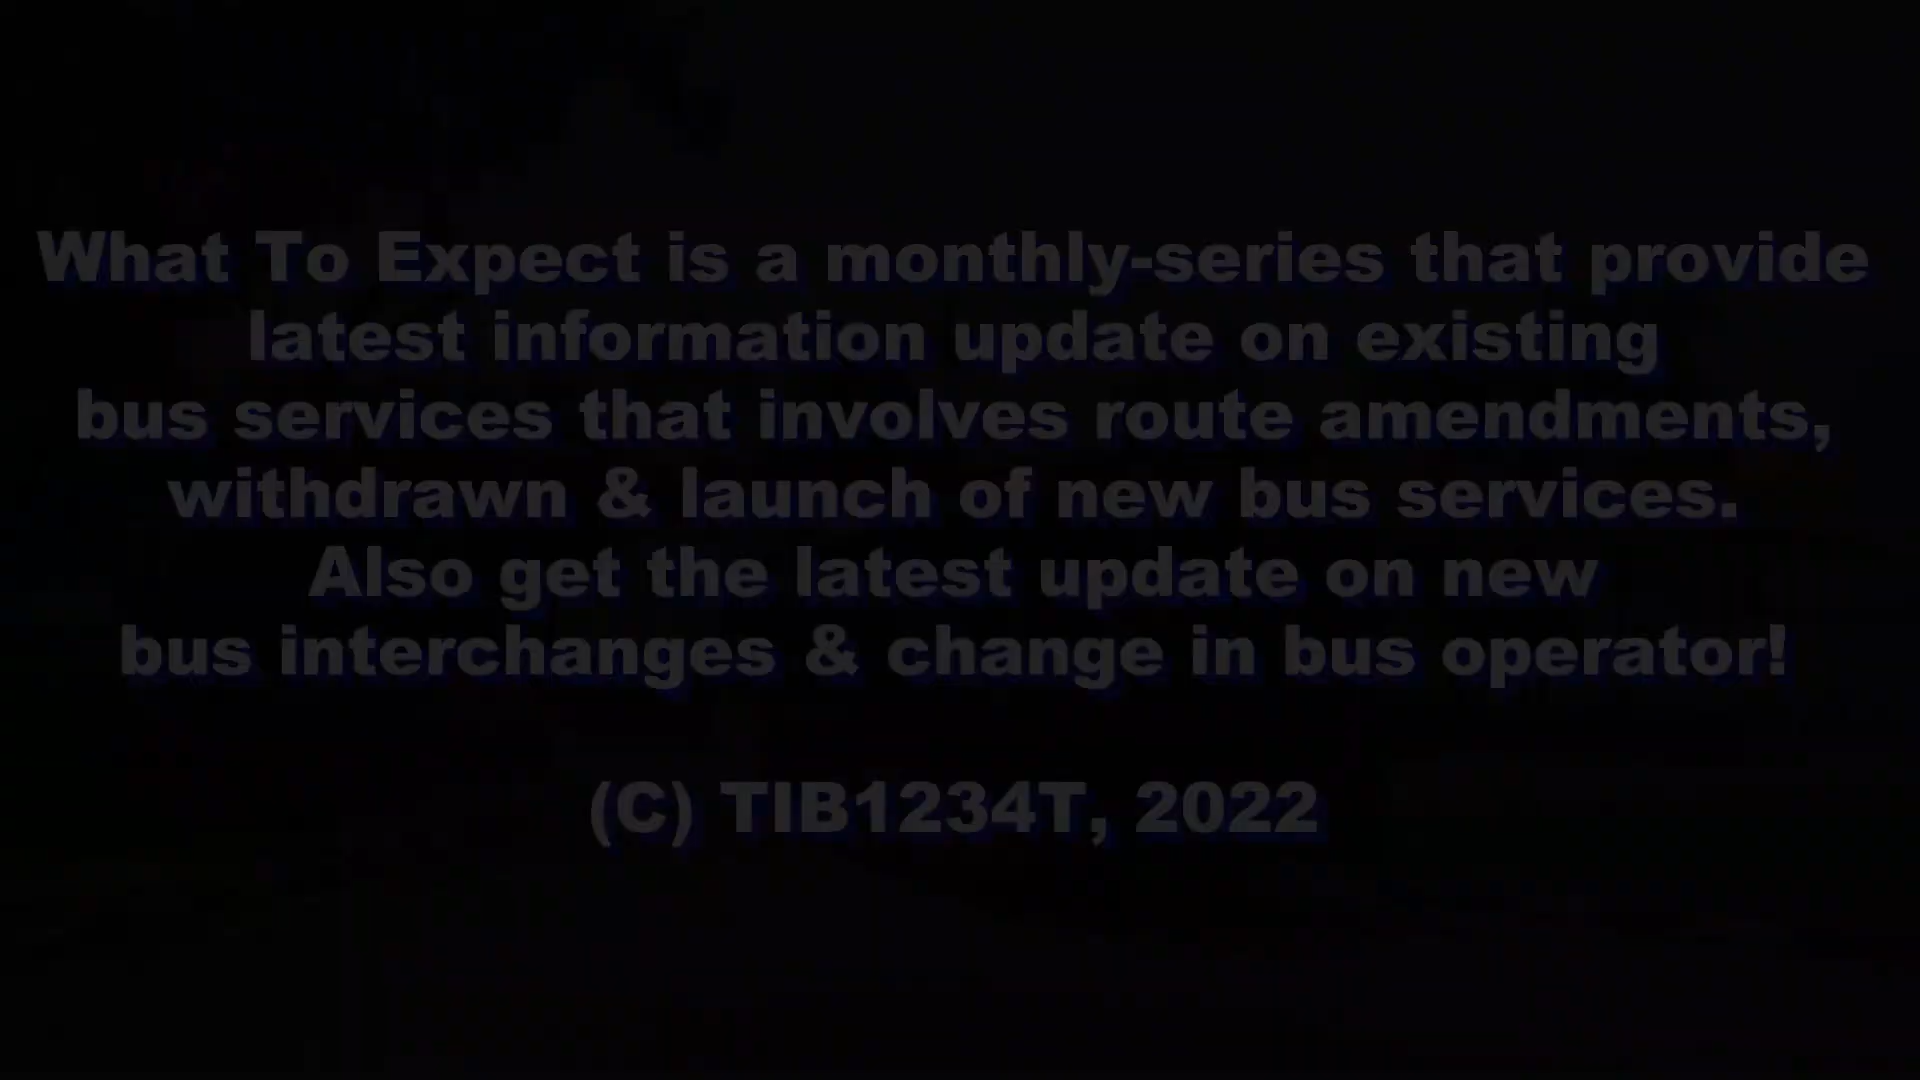 What To Expect is a monthly-series that provide
latest information update on existing
bus services that involves route amendments,
withdrawn & launch of new bus services.
Also get the latest update on new
bus interchanges & change in bus operator!
(C) TIB1234T, 2022